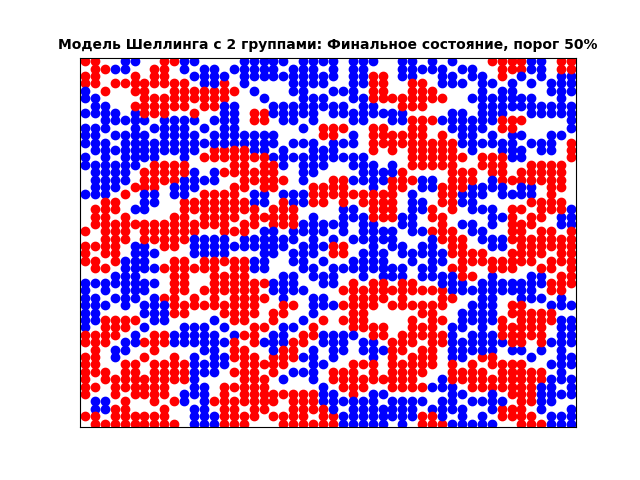 Модель Шеллинга с 2 группами: Финальное состояние, порог 50%